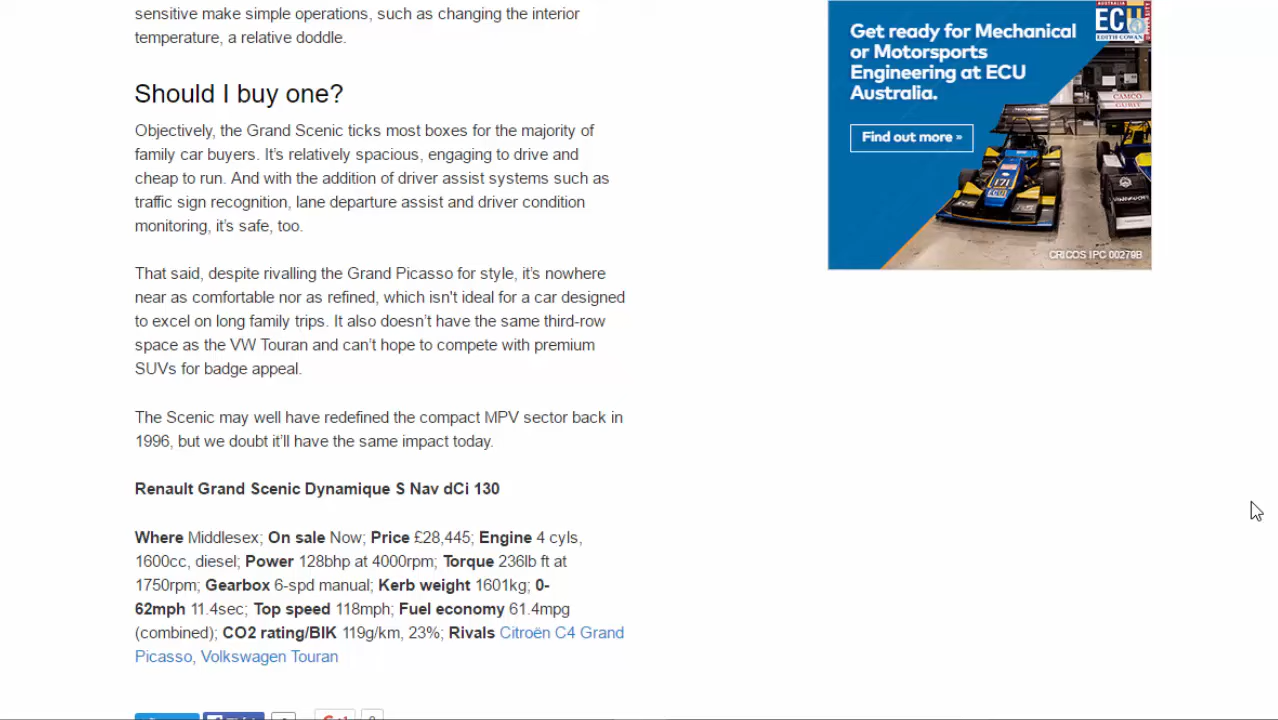 sensitive make simple operations, such as changing the interior
temperature, a relative doddle.
Should I buy one?
Objectively, the Grand Scenic ticks most boxes for the majority of
family car buyers. It’s relatively spacious, engaging to drive and
cheap to run. And with the addition of driver assist systems such as
traffic sign recognition, lane departure assist and driver condition
monitoring, it’s safe, too.
That said, despite rivalling the Grand Picasso for style, it’s nowhere
near as comfortable nor as refined, which isn't ideal for a car designed
to excel on long family trips. It also doesn’t have the same third-row
space as the VW Touran and can’t hope to compete with premium
SUVs for badge appeal.
The Scenic may well have redefined the compact MPV sector back in
1996, but we doubt it’ll have the same impact today.
Renault Grand Scenic Dynamique S Nav dCi 130
Where Middlesex; On sale Now; Price £28,445; Engine 4 cyls,
1600cc, diesel; Power 128bhp at 4000rpm; Torque 236lb ft at
1750rpm; Gearbox 6-spd manual; Kerb weight 1601kg; 0-
62mph 11.4sec; Top speed 118mph; Fuel economy 61.4mpg
(combined); CO2 rating/BIK 119g/km, 23%; Rivals Citroën C4 Grand
Picasso, Volkswagen Touran
Get ready for Mechanical
or Motorsports
Engineering at ECU
Australia.
Find out more »
AUSTRALIA
ECU
UNIVERSITY
EDITH COWAN
CAMCO
171
ECU
CRICOS IPC 00279B